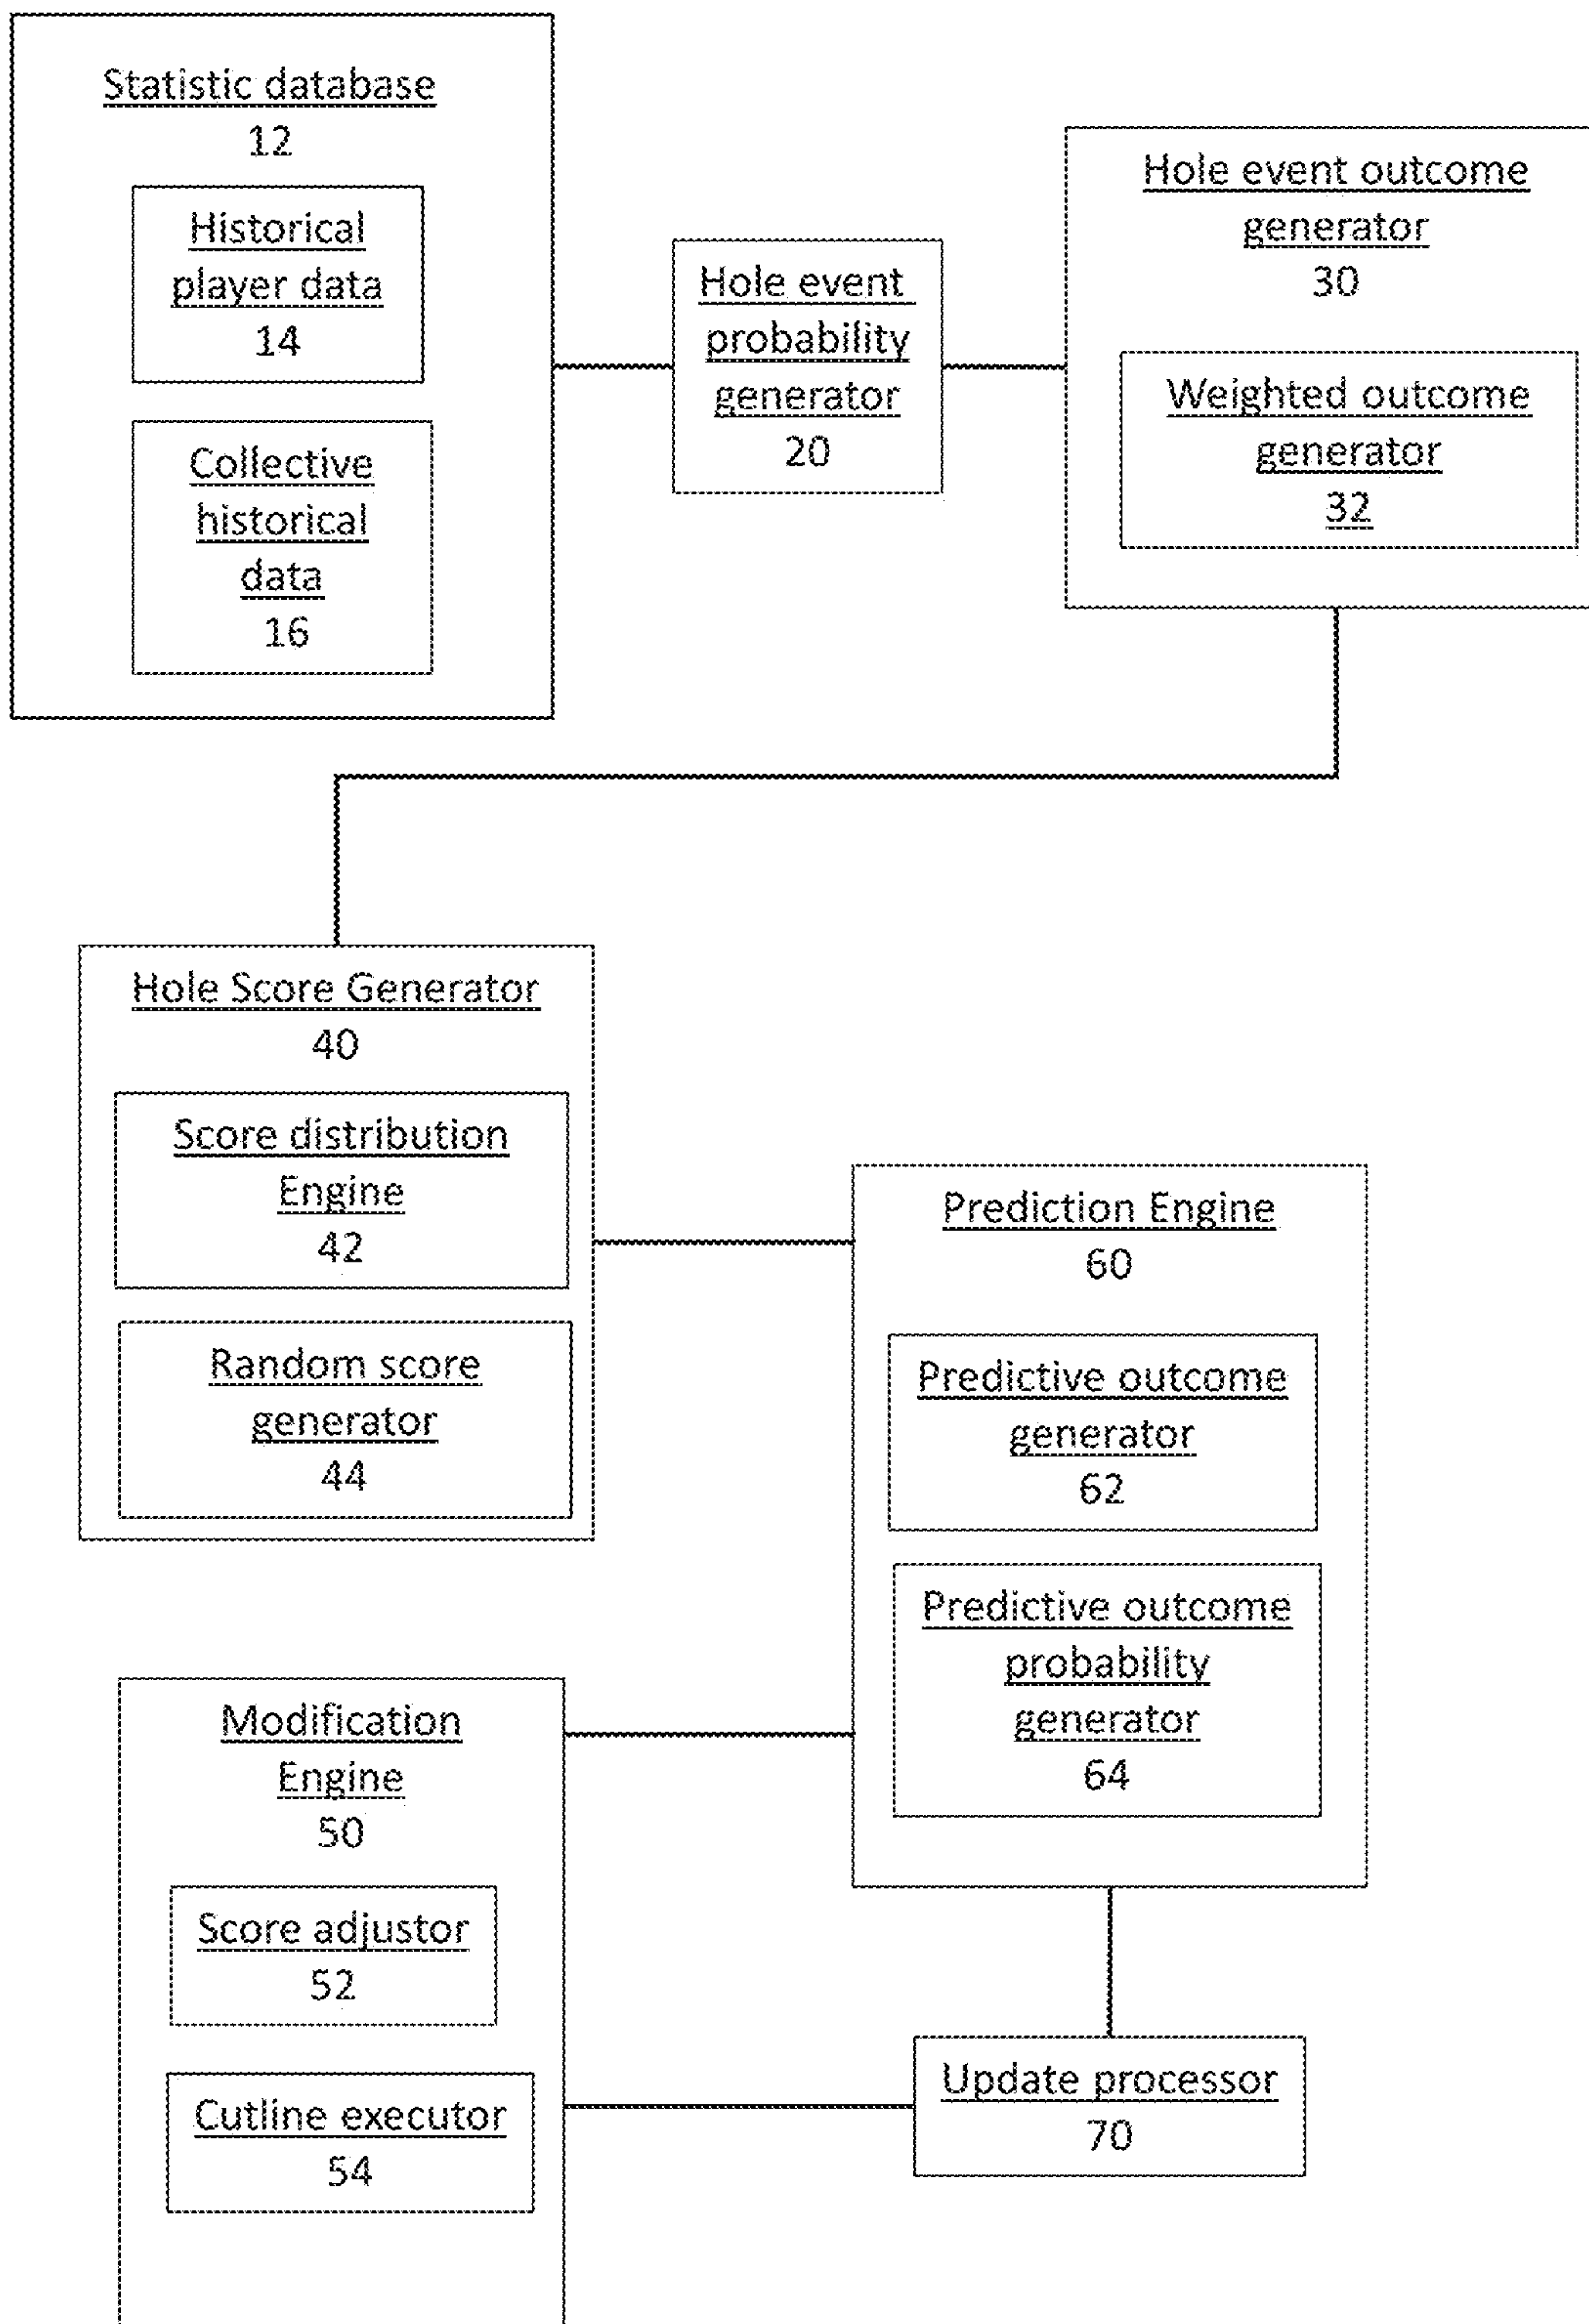 Statistic database
12
Historical
player data
14
Collective
historical
data
16
Hole event
probability
generator
20
Hole event outcome
generator
30
Weighted outcome
generator
32
Hole Score Generator
40
Score distribution
Engine
42
Random score
generator
44
Prediction Engine
60
Predictive outcome
generator
62
Predictive outcome
probability
generator
64
Modification
Engine
50
Score adjustor
52
Cutline executor
54
Update processor
70